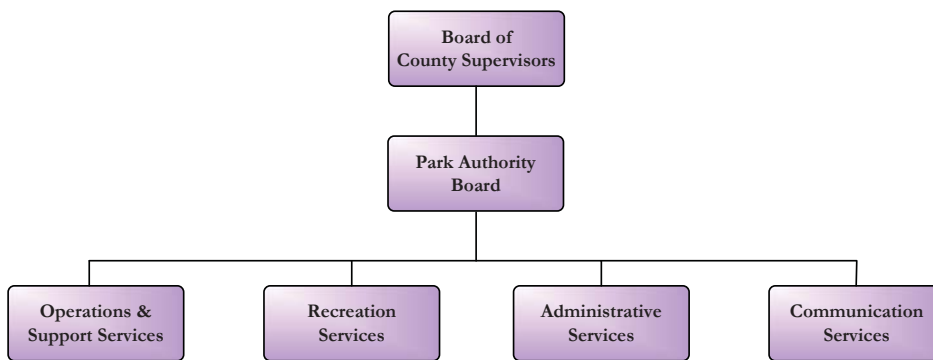 Board of
County Supervisors
Park Authority
Board
Operations &
Support Services
Recreation
Services
Administrative
Services
Communication
Services